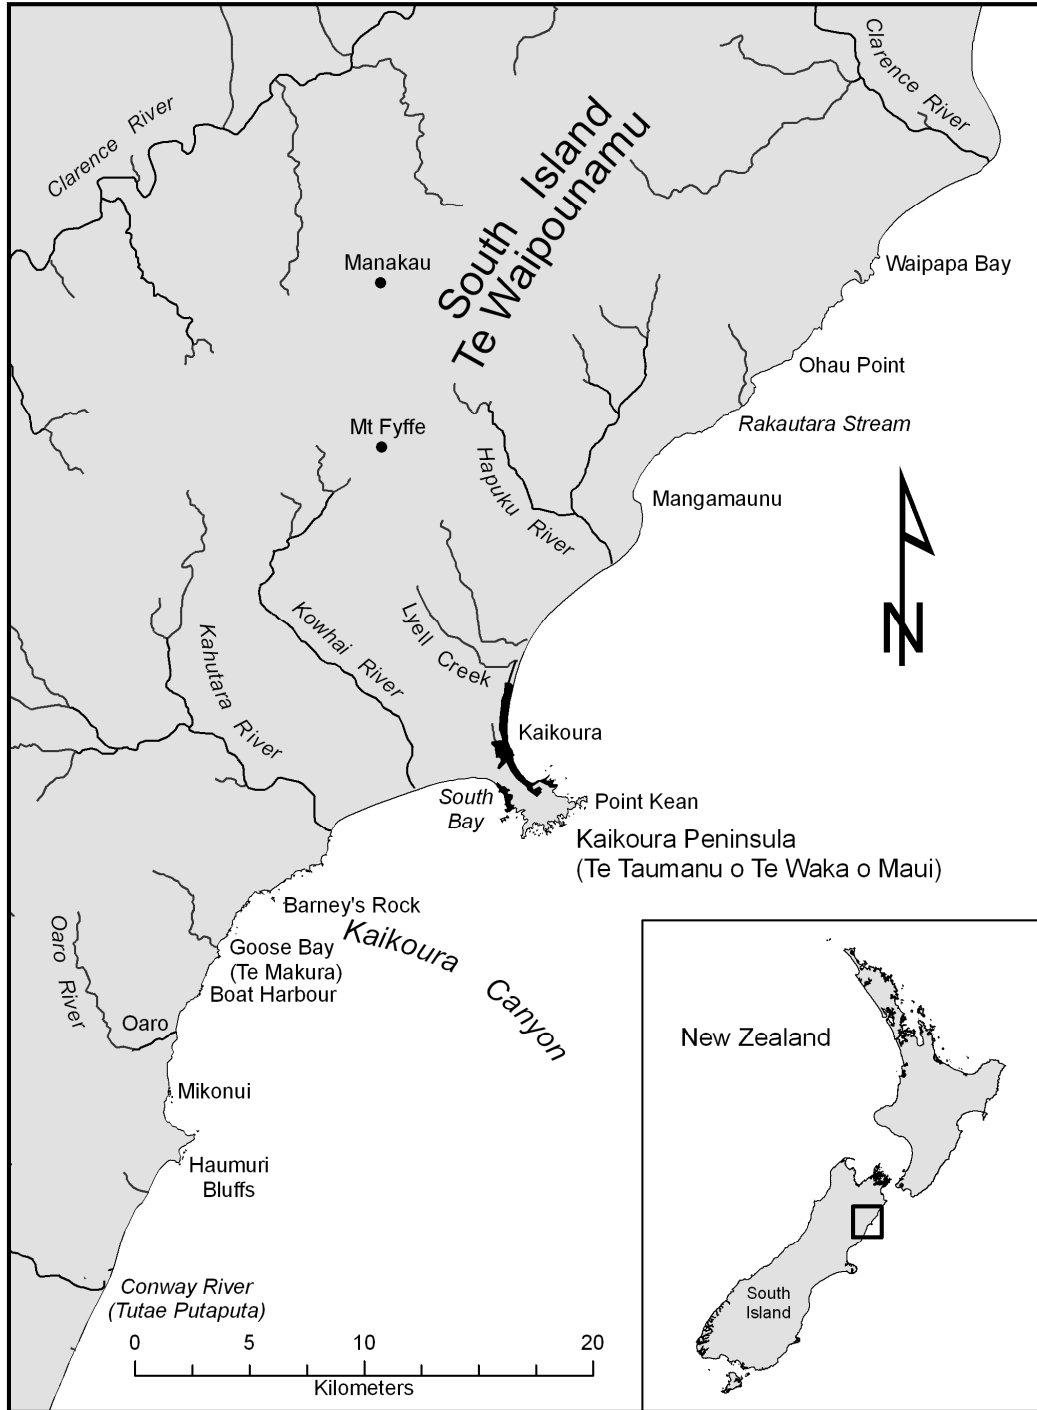 Clarence River
Clarence River
South Island
Te Waipounamu
Manakau
Waipapa Bay
Ohau Point
Rakautara Stream
Mt Fyffe
Hapuku River
Mangamaunu
N
Kahutara River
Kowhai River
Lyell Creek
Kaikoura
South
Bay
Point Kean
Kaikoura Peninsula
(Te Taumanu o Te Waka o Maui)
Barney's Rock
Kaikoura Canyon
Oaro River
Goose Bay
(Te Makura)
Boat Harbour
Oaro
Mikonui
Haumuri
Bluffs
Conway River
(Tutae Putaputa)
0 5 10 20
Kilometers
New Zealand
South
Island